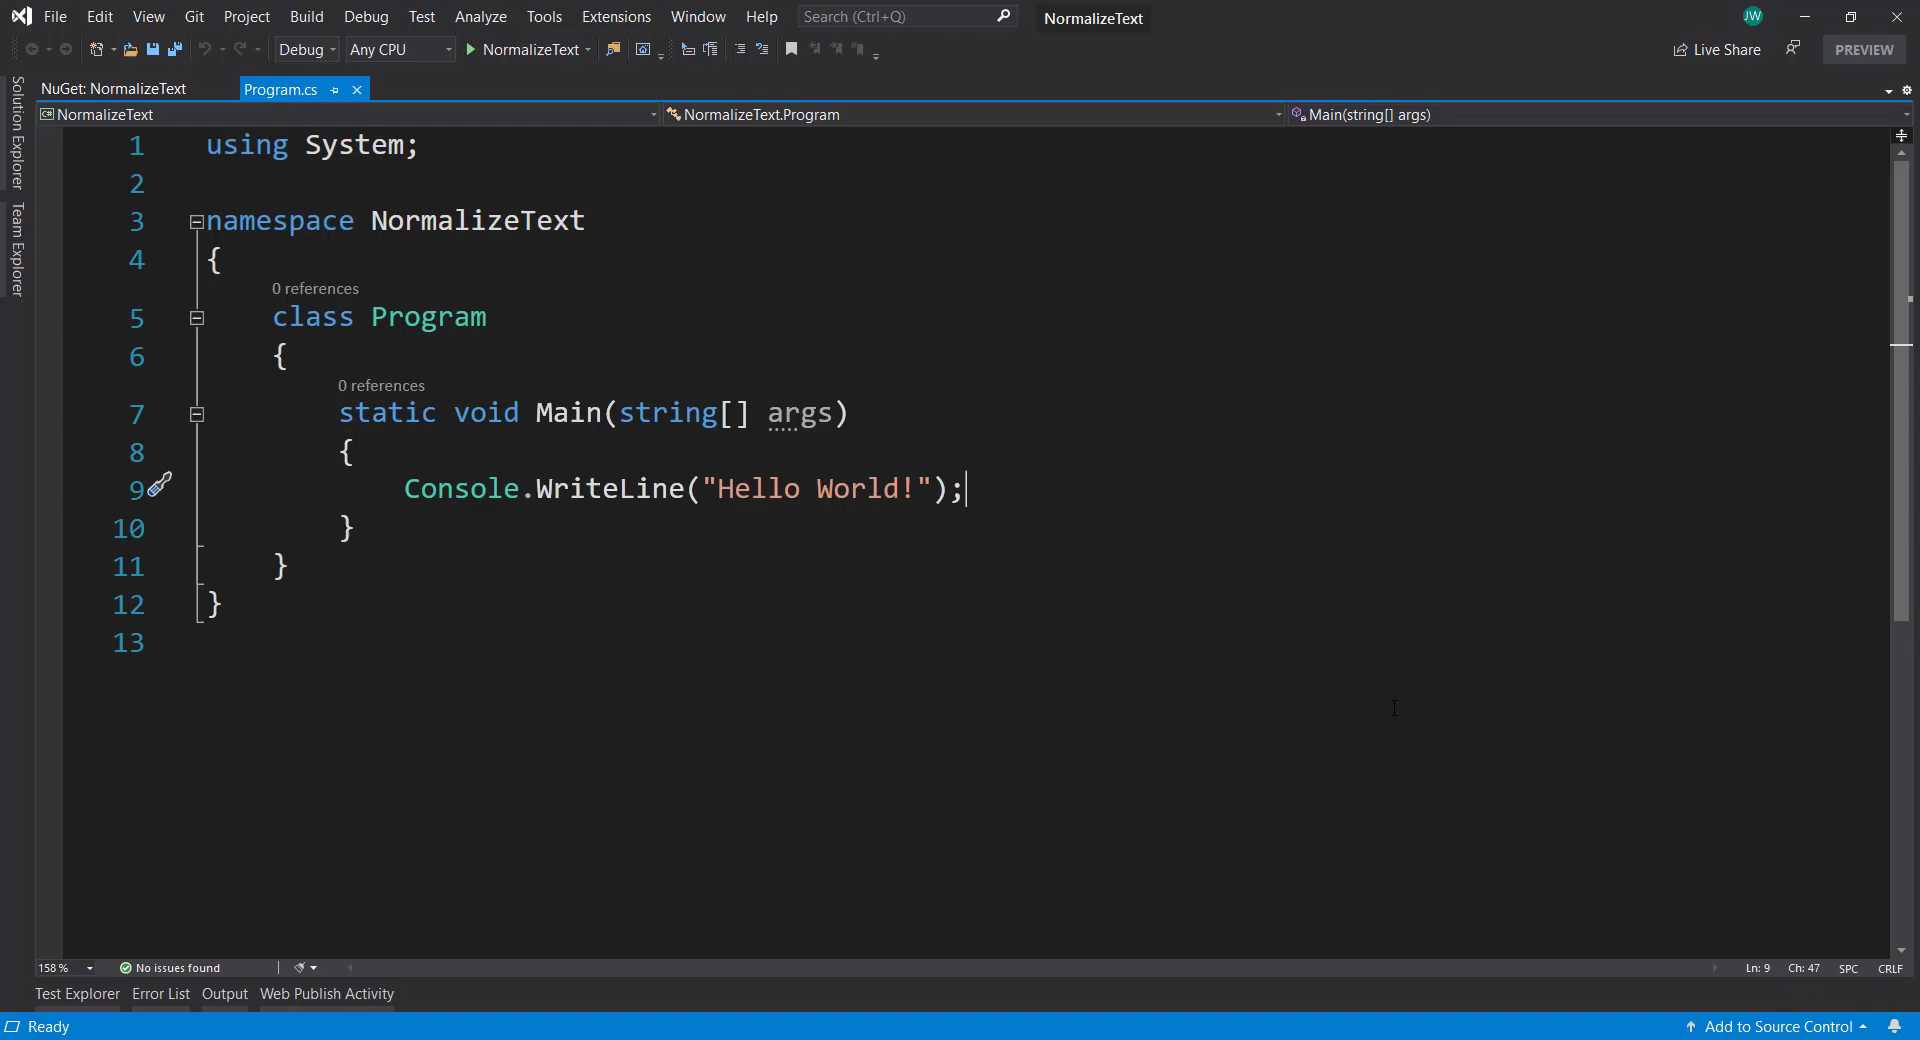 File Edit View Git Project Build Debug Test Analyze Tools Extensions Window Help Search (Ctrl+Q) NormalizeText JW
Debug Any CPU NormalizeText Live Share PREVIEW
Solution Explorer
Team Explorer
NuGet: NormalizeText Program.cs
C# NormalizeText NormalizeText.Program Main(string[] args)
1 using System;
2
3 namespace NormalizeText
4 {
0 references
5 class Program
6 {
0 references
7 static void Main(string[] args)
8 {
9 Console.WriteLine("Hello World!");
10 }
11 }
12 }
13
158 % No issues found Ln: 9 Ch: 47 SPC CRLF
Test Explorer Error List Output Web Publish Activity
Ready Add to Source Control